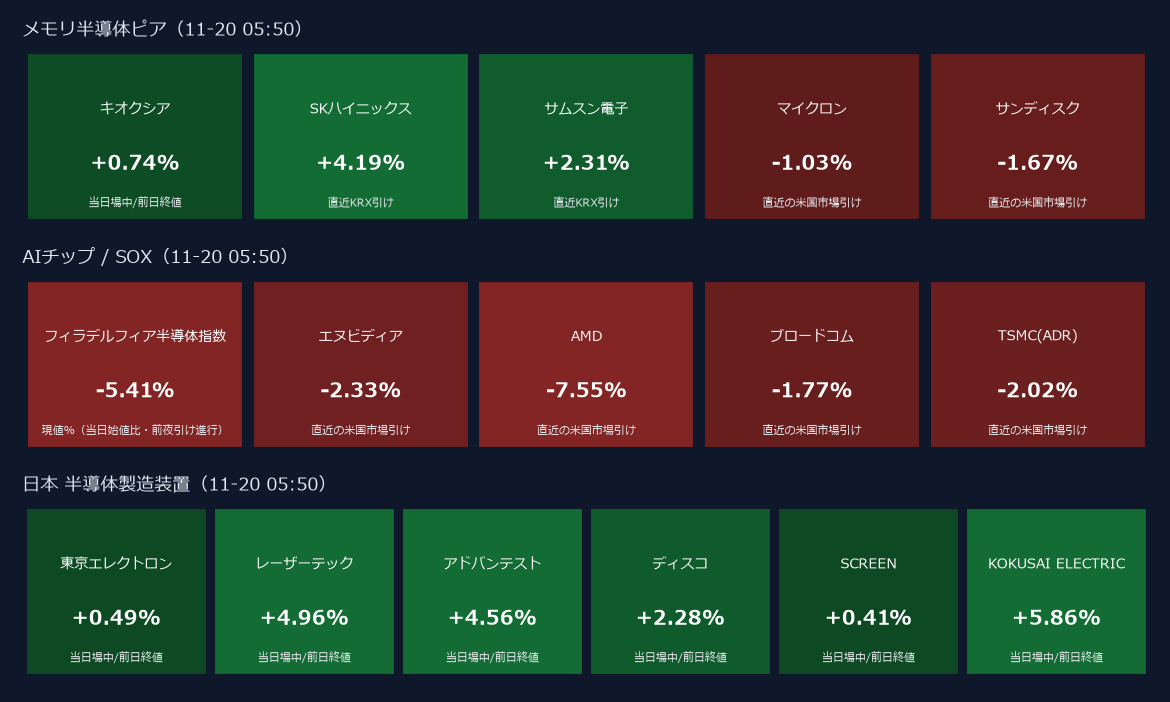 メモリ半導体ピア（11-20 05:50）
キオクシア
+0.74%
当日場中/前日終値
SKハイニックス
+4.19%
直近KRX引け
サムスン電子
+2.31%
直近KRX引け
マイクロン
-1.03%
直近の米国市場引け
サンディスク
-1.67%
直近の米国市場引け
AIチップ / SOX（11-20 05:50）
フィラデルフィア半導体指数
-5.41%
現値%（当日始値比・前夜引け進行）
エヌビディア
-2.33%
直近の米国市場引け
AMD
-7.55%
直近の米国市場引け
ブロードコム
-1.77%
直近の米国市場引け
TSMC(ADR)
-2.02%
直近の米国市場引け
日本 半導体製造装置（11-20 05:50）
東京エレクトロン
+0.49%
当日場中/前日終値
レーザーテック
+4.96%
当日場中/前日終値
アドバンテスト
+4.56%
当日場中/前日終値
ディスコ
+2.28%
当日場中/前日終値
SCREEN
+0.41%
当日場中/前日終値
KOKUSAI ELECTRIC
+5.86%
当日場中/前日終値